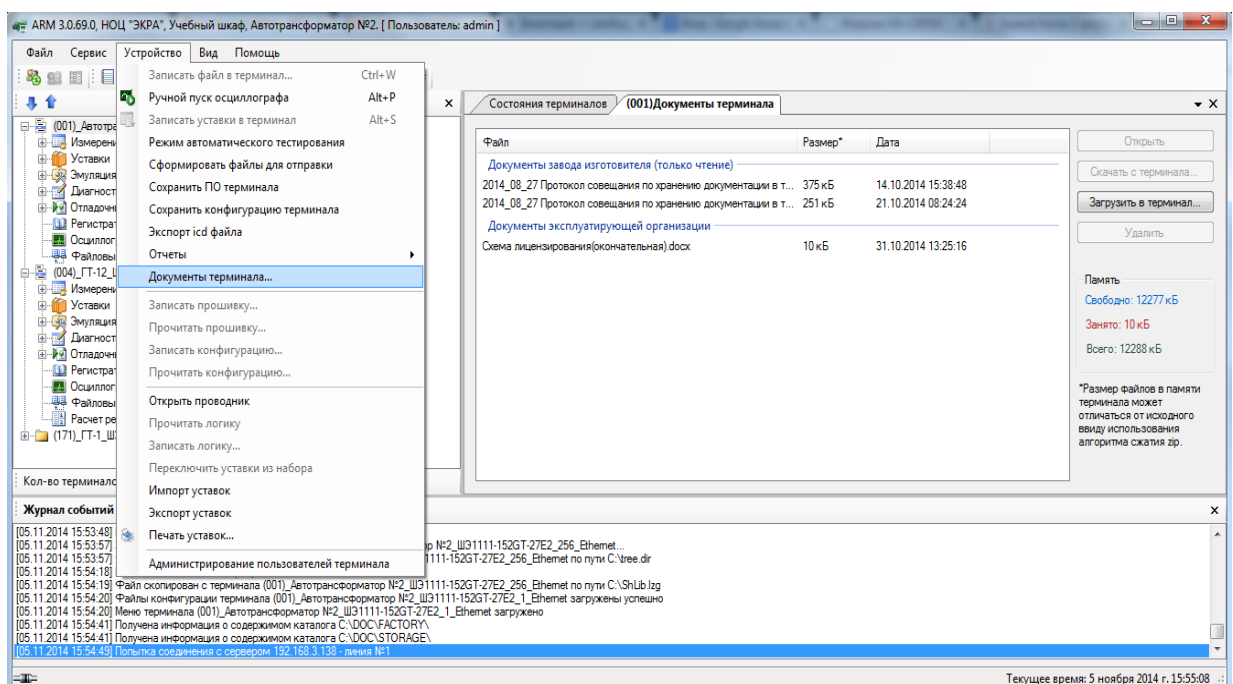 ARM 3.0.69.0, НОЦ "ЭКРА", Учебный шкаф, Автотрансформатор №2. [ Пользователь: admin ]
Файл Сервис Устройство Вид Помощь
Записать файл в терминал... Ctrl+W
Ручной пуск осциллографа Alt+P
Записать уставки в терминал Alt+S
Режим автоматического тестирования
Сформировать файлы для отправки
Сохранить ПО терминала
Сохранить конфигурацию терминала
Экспорт icd файла
Отчеты
Документы терминала...
Записать прошивку...
Прочитать прошивку...
Записать конфигурацию...
Прочитать конфигурацию...
Открыть проводник
Прочитать логику
Записать логику...
Переключить уставки из набора
Импорт уставок
Экспорт уставок
Печать уставок...
Администрирование пользователей терминала
(001)_Автотра
Измерени
Уставки
Эмуляция
Диагност
Отладочн
Регистрат
Осциллог
Файловы
(004)_ГТ-12_Ш
Измерени
Уставки
Эмуляция
Диагност
Отладочн
Регистрат
Осциллог
Файловы
Расчет ре
(171)_ГТ-1_Ш
Кол-во терминало
Состояния терминалов (001)Документы терминала
Файл Размер* Дата
Документы завода изготовителя (только чтение)
2014_08_27 Протокол совещания по хранению документации в т... 375 кБ 14.10.2014 15:38:48
2014_08_27 Протокол совещания по хранению документации в т... 251 кБ 21.10.2014 08:24:24
Документы эксплуатирующей организации
Схема лицензирования(окончательная).docx 10 кБ 31.10.2014 13:25:16
Открыть
Скачать с терминала...
Загрузить в терминал...
Удалить
Память
Свободно: 12277 кБ
Занято: 10 кБ
Всего: 12288 кБ
*Размер файлов в памяти
терминала может
отличаться от исходного
ввиду использования
алгоритма сжатия zip.
Журнал событий
[05.11.2014 15:53:48]
[05.11.2014 15:53:57] ор №2_ШЭ1111-152GT-27E2_256_Ethernet...
[05.11.2014 15:53:57] 1111-152GT-27E2_256_Ethernet по пути C:\tree.dir
[05.11.2014 15:54:18]
[05.11.2014 15:54:19] Файл скопирован с терминала (001)_Автотрансформатор №2_ШЭ1111-152GT-27E2_256_Ethernet по пути C:\ShLib.lzg
[05.11.2014 15:54:20] Файлы конфигурации терминала (001)_Автотрансформатор №2_ШЭ1111-152GT-27E2_1_Ethernet загружены успешно
[05.11.2014 15:54:20] Меню терминала (001)_Автотрансформатор №2_ШЭ1111-152GT-27E2_1_Ethernet загружено
[05.11.2014 15:54:41] Получена информация о содержимом каталога C:\DOC\FACTORY\
[05.11.2014 15:54:41] Получена информация о содержимом каталога C:\DOC\STORAGE\
[05.11.2014 15:54:49] Попытка соединения с сервером 192.168.3.138 - линия №1
Текущее время: 5 ноября 2014 г. 15:55:08